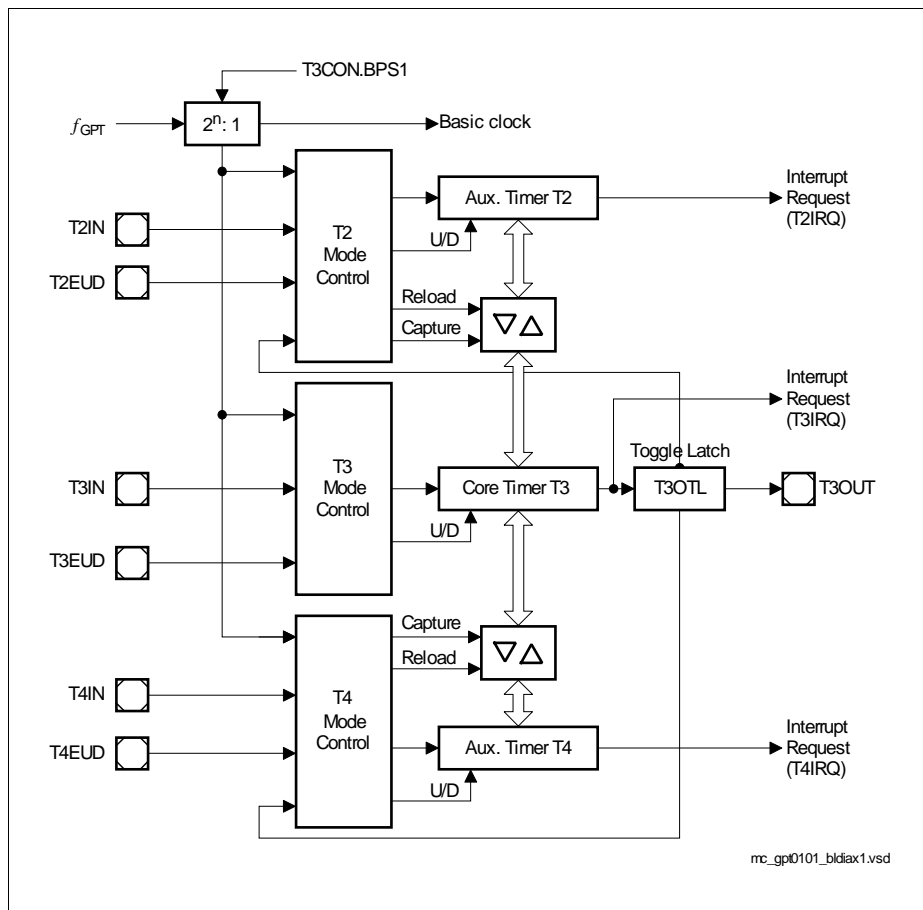 T3CON.BPS1
fGPT
2ⁿ: 1
Basic clock
Interrupt
Request
(T2IRQ)
Aux. Timer T2
T2IN
T2
Mode
Control
U/D
T2EUD
Reload
Capture
Interrupt
Request
(T3IRQ)
Toggle Latch
T3IN
T3
Mode
Control
Core Timer T3
T3OTL
T3OUT
U/D
T3EUD
Capture
Reload
T4IN
T4
Mode
Control
T4EUD
Aux. Timer T4
Interrupt
Request
(T4IRQ)
U/D
mc_gpt0101_bldiax1.vsd